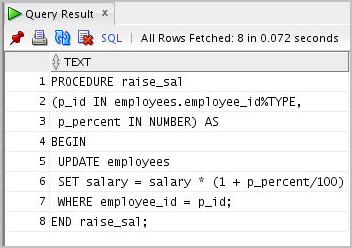 Query Result x
SQL | All Rows Fetched: 8 in 0.072 seconds
TEXT
1 PROCEDURE raise_sal
2 (p_id IN employees.employee_id%TYPE,
3 p_percent IN NUMBER) AS
4 BEGIN
5 UPDATE employees
6 SET salary = salary * (1 + p_percent/100)
7 WHERE employee_id = p_id;
8 END raise_sal;